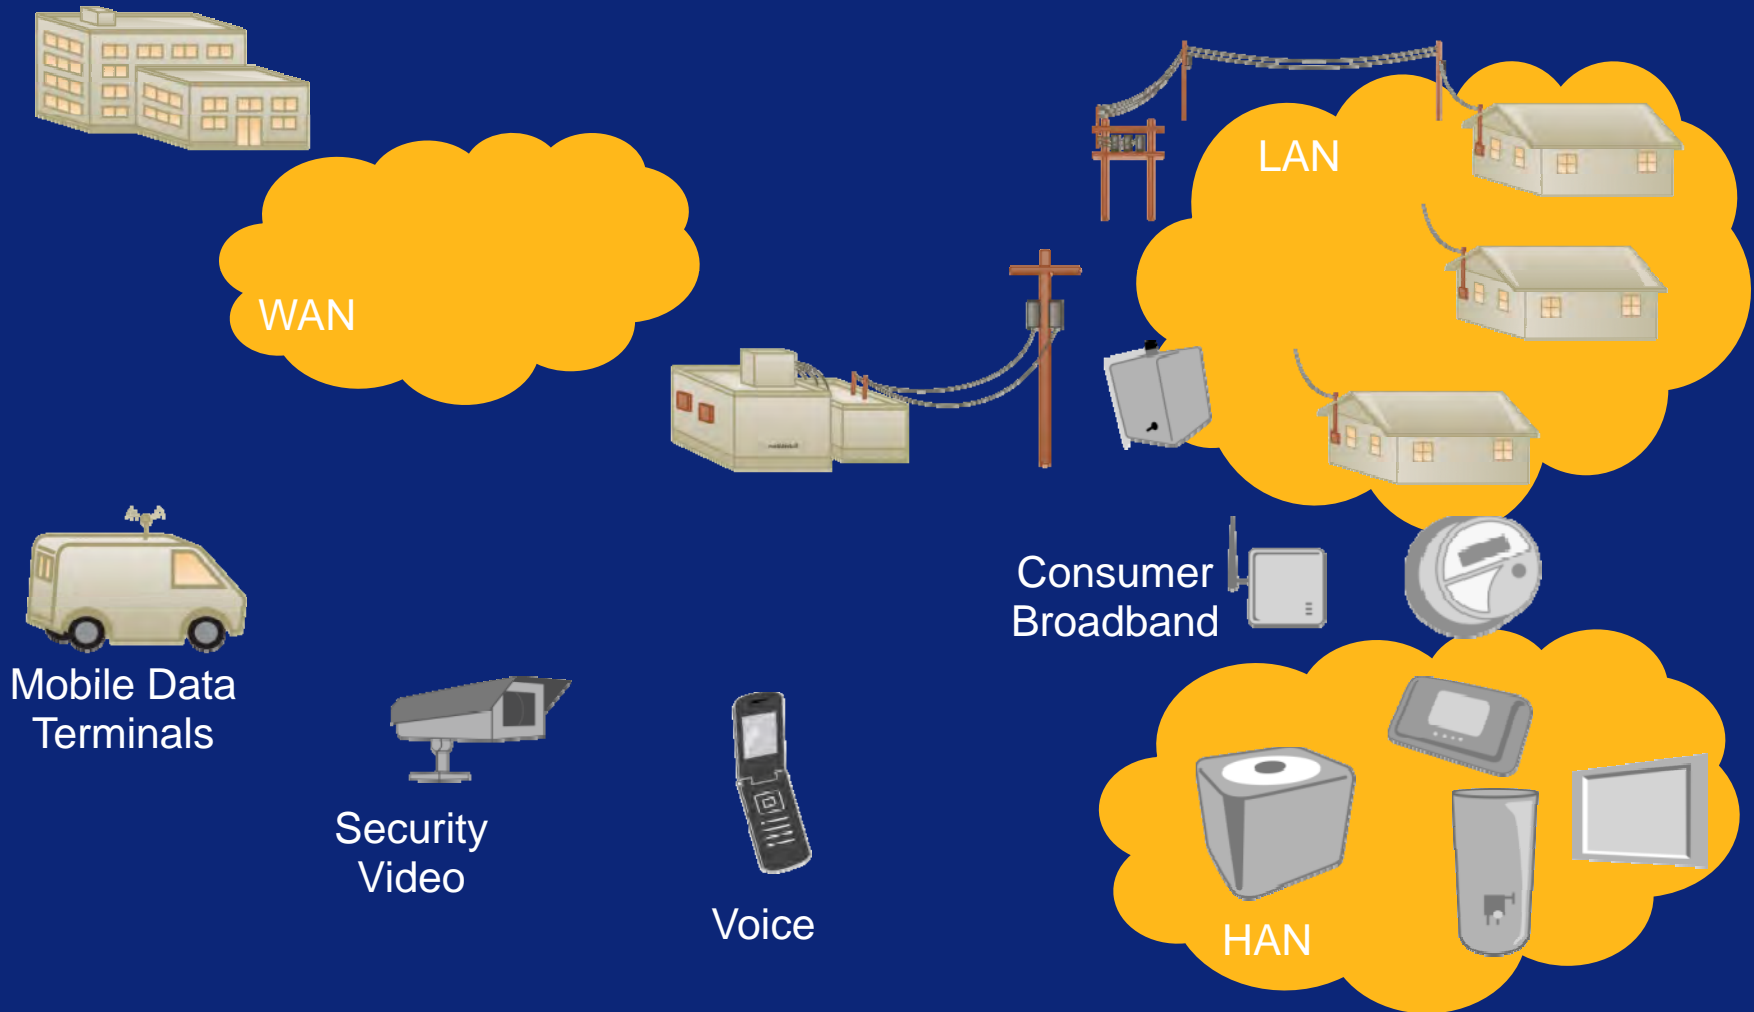 LAN
WAN
Consumer
Broadband
Mobile Data
Terminals
Security
Video
Voice
HAN